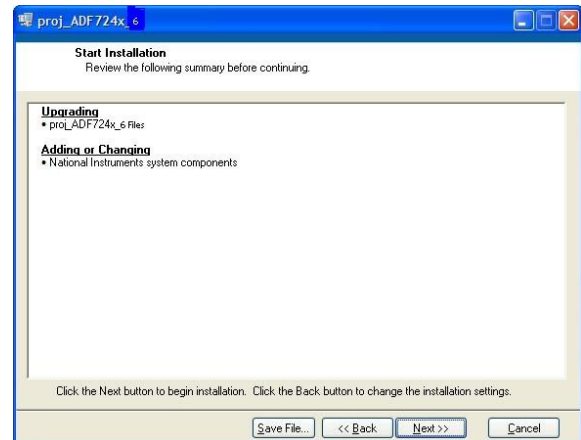 proj_ADF724x_6
Start Installation
Review the following summary before continuing.
Upgrading
• proj_ADF724x_6 Files
Adding or Changing
• National Instruments system components
Click the Next button to begin installation. Click the Back button to change the installation settings.
Save File... << Back Next >> Cancel